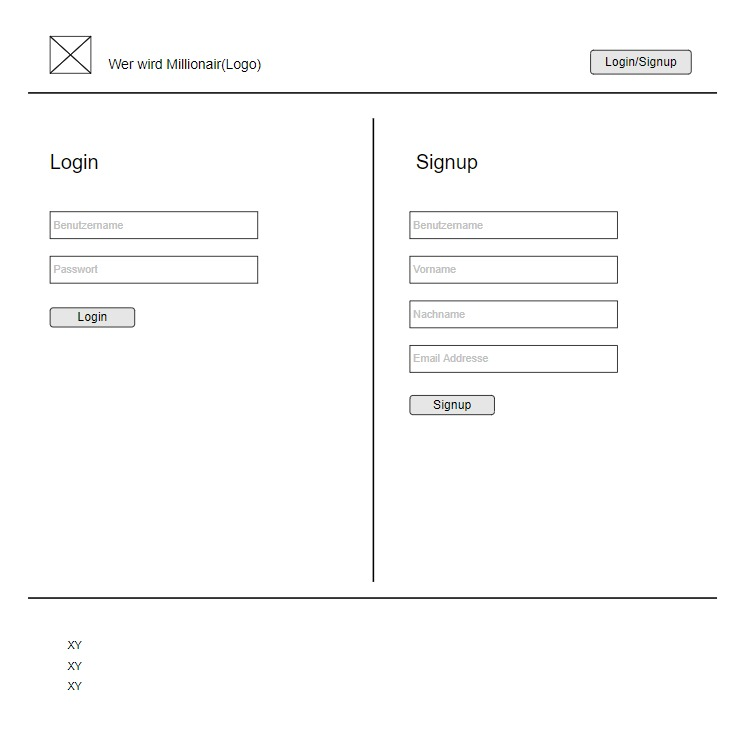 Wer wird Millionair(Logo)
Login/Signup
Login
Benutzername
Passwort
Login
Signup
Benutzername
Vorname
Nachname
Email Addresse
Signup
XY
XY
XY